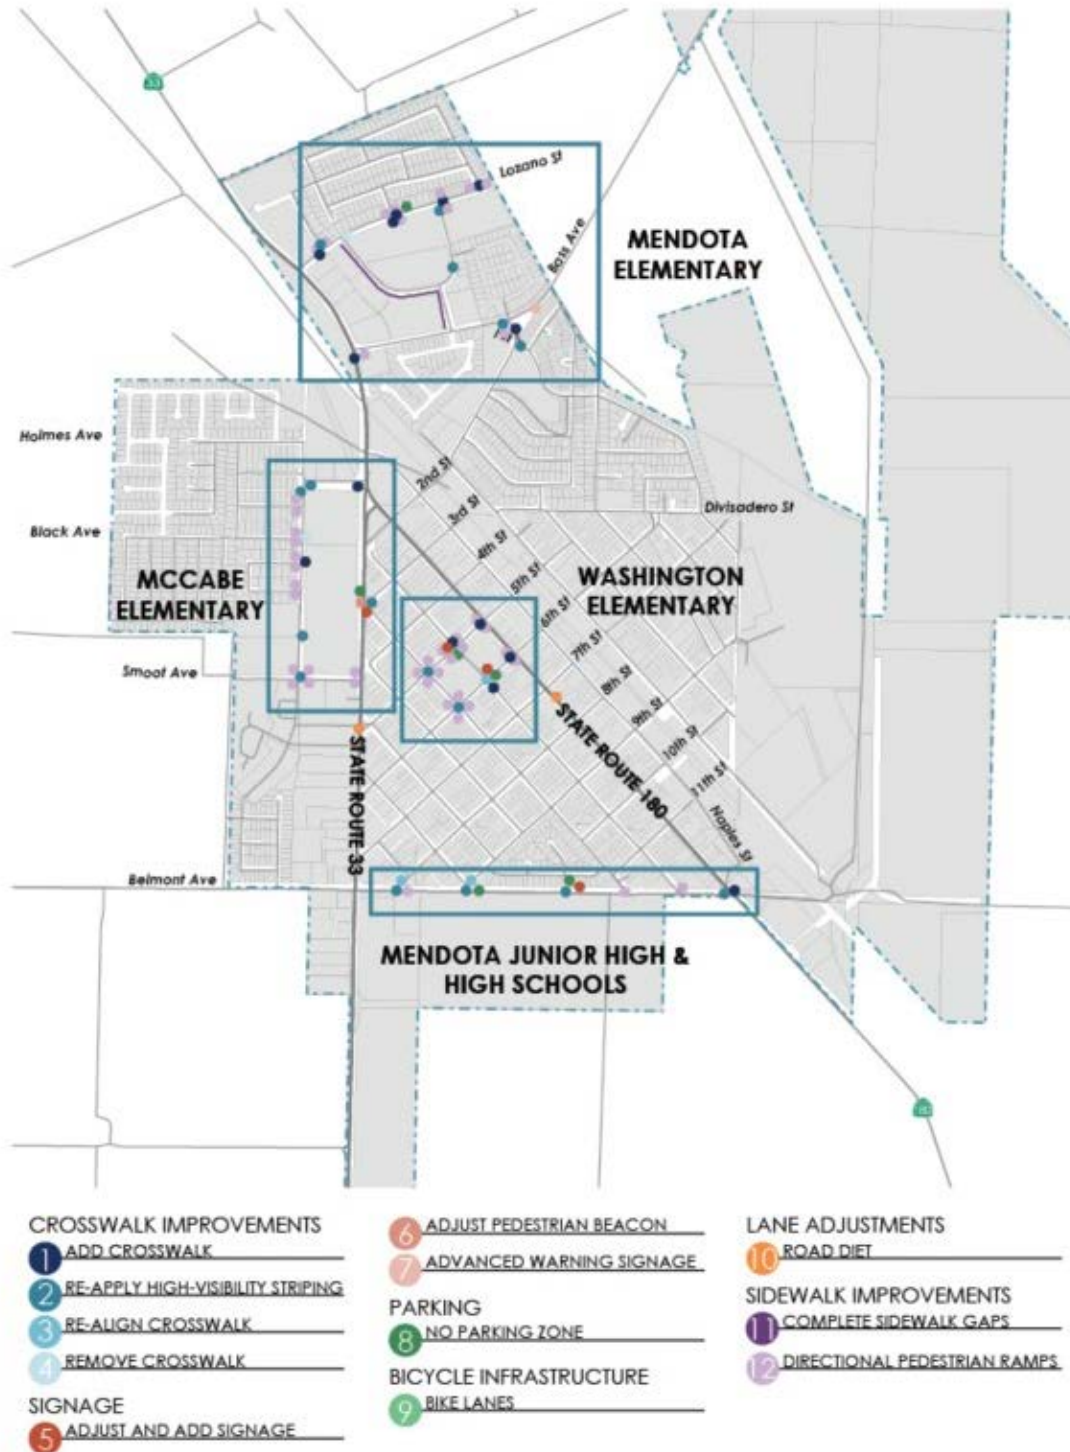 33
Lozano St
Bass Ave
MENDOTA
ELEMENTARY
Holmes Ave
2nd St
3rd St
Divisadero St
Black Ave
4th St
5th St
MCCABE
ELEMENTARY
WASHINGTON
ELEMENTARY
6th St
7th St
Smoot Ave
8th St
9th St
10th St
11th St
STATE ROUTE 180
STATE ROUTE 33
Naples St
Belmont Ave
MENDOTA JUNIOR HIGH &
HIGH SCHOOLS
180
CROSSWALK IMPROVEMENTS
1 ADD CROSSWALK
2 RE-APPLY HIGH-VISIBILITY STRIPING
3 RE-ALIGN CROSSWALK
4 REMOVE CROSSWALK
SIGNAGE
5 ADJUST AND ADD SIGNAGE
6 ADJUST PEDESTRIAN BEACON
7 ADVANCED WARNING SIGNAGE
PARKING
8 NO PARKING ZONE
BICYCLE INFRASTRUCTURE
9 BIKE LANES
LANE ADJUSTMENTS
10 ROAD DIET
SIDEWALK IMPROVEMENTS
11 COMPLETE SIDEWALK GAPS
12 DIRECTIONAL PEDESTRIAN RAMPS